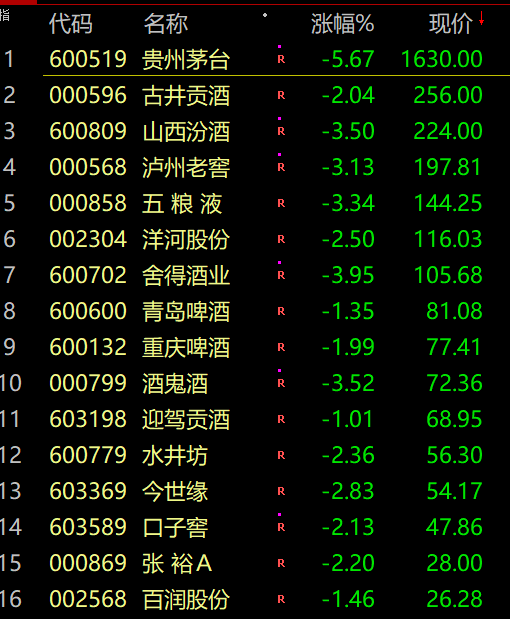 指 代码 名称 涨幅% 现价↓
1 600519 贵州茅台 R -5.67 1630.00
2 000596 古井贡酒 R -2.04 256.00
3 600809 山西汾酒 R -3.50 224.00
4 000568 泸州老窖 R -3.13 197.81
5 000858 五 粮 液 R -3.34 144.25
6 002304 洋河股份 R -2.50 116.03
7 600702 舍得酒业 R -3.95 105.68
8 600600 青岛啤酒 R -1.35 81.08
9 600132 重庆啤酒 R -1.99 77.41
10 000799 酒鬼酒 R -3.52 72.36
11 603198 迎驾贡酒 R -1.01 68.95
12 600779 水井坊 R -2.36 56.30
13 603369 今世缘 R -2.83 54.17
14 603589 口子窖 R -2.13 47.86
15 000869 张 裕A R -2.20 28.00
16 002568 百润股份 R -1.46 26.28